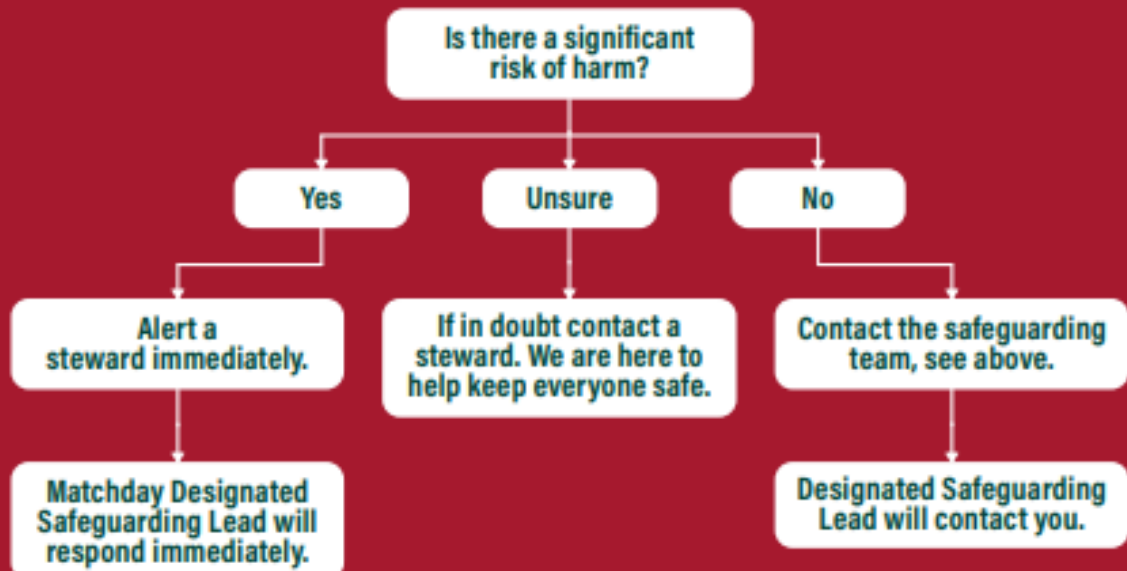 Is there a significant
risk of harm?
Yes
Unsure
No
Alert a
steward immediately.
If in doubt contact a
steward. We are here to
help keep everyone safe.
Contact the safeguarding
team, see above.
Matchday Designated
Safeguarding Lead will
respond immediately.
Designated Safeguarding
Lead will contact you.